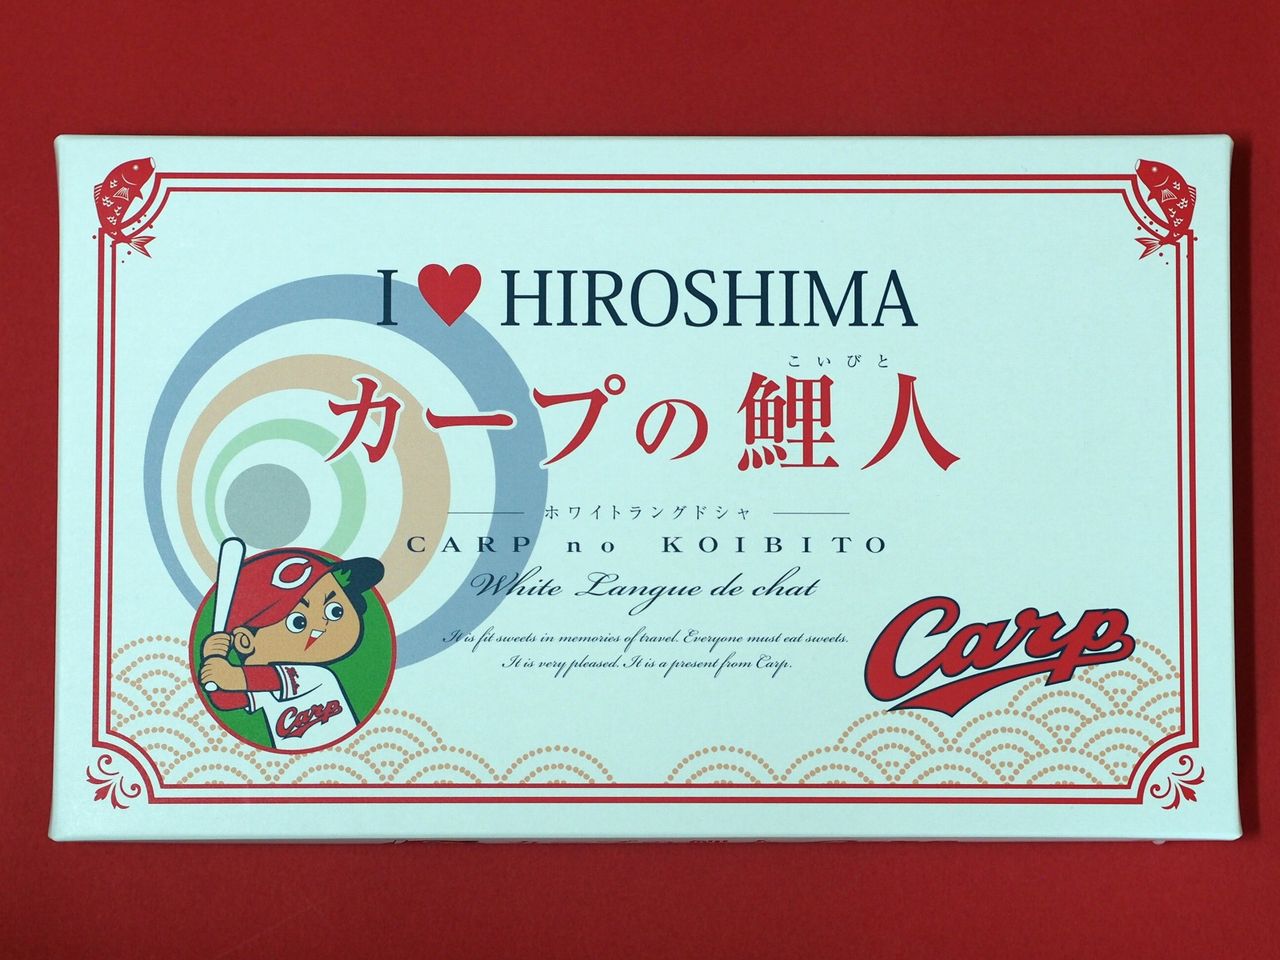 I ♥ HIROSHIMA
こいびと
カープの鯉人
ホワイトラングドシャ
CARP no KOIBITO
White Langue de chat
It is fit sweets in memories of travel. Everyone must eat sweets.
It is very pleased. It is a present from Carp.
Carp
C
Carp